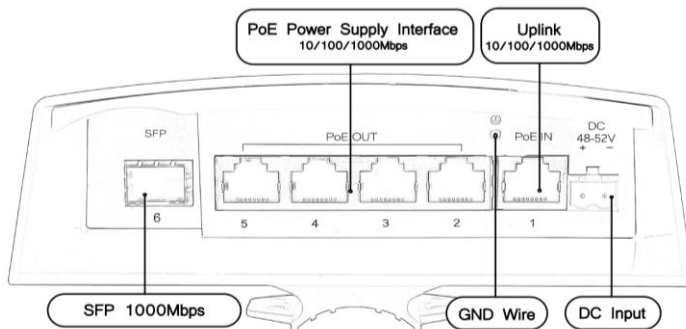 PoE Power Supply Interface
10/100/1000Mbps
Uplink
10/100/1000Mbps
SFP
PoE OUT
PoE IN
DC
48-52V
+ −
6
5 4 3 2 1
SFP 1000Mbps
GND Wire
DC Input